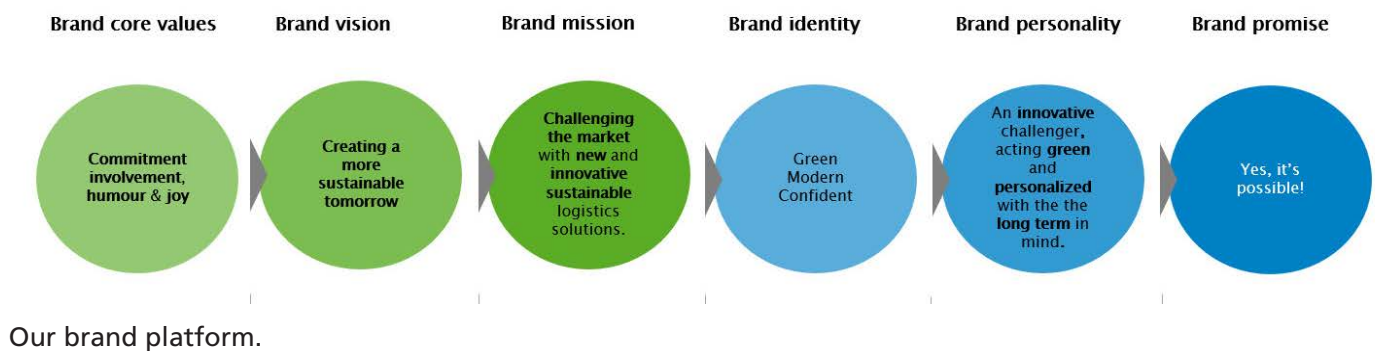 Brand core values
Brand vision
Brand mission
Brand identity
Brand personality
Brand promise
Commitment
involvement,
humour & joy
Creating a
more
sustainable
tomorrow
Challenging
the market
with new and
innovative
sustainable
logistics
solutions.
Green
Modern
Confident
An innovative
challenger,
acting green
and
personalized
with the the
long term in
mind.
Yes, it's
possible!
Our brand platform.